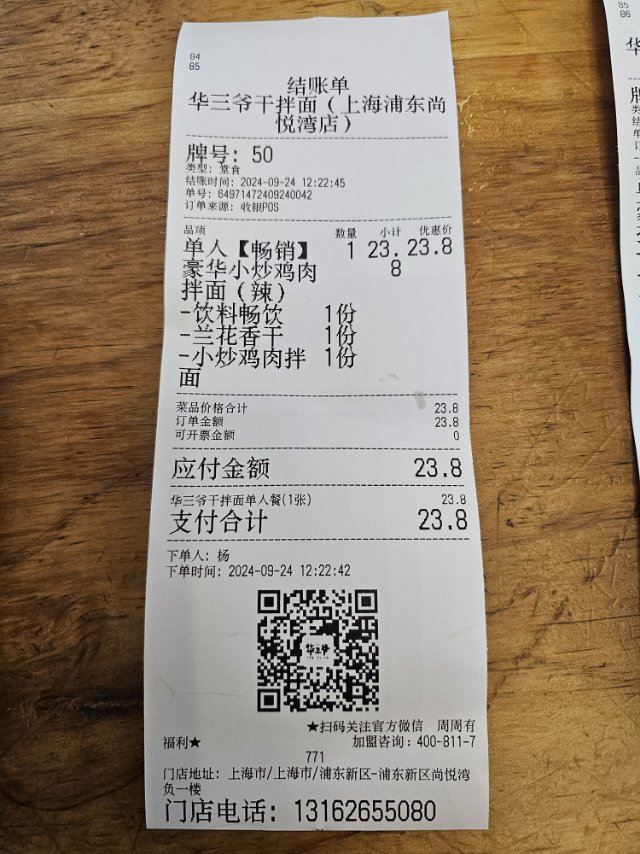 84
85
结账单
华三爷干拌面（上海浦东尚
悦湾店）
牌号: 50
类型: 堂食
结账时间: 2024-09-24 12:22:45
单号: 64971472409240042
订单来源: 收银POS
品项 数量 小计 优惠价
单人【畅销】 1 23. 23.8
豪华小炒鸡肉 8
拌面（辣）
-饮料畅饮 1份
-兰花香干 1份
-小炒鸡肉拌 1份
面
菜品价格合计 23.8
订单金额 23.8
可开票金额 0
应付金额 23.8
华三爷干拌面单人餐(1张) 23.8
支付合计 23.8
下单人: 杨
下单时间: 2024-09-24 12:22:42
华三爷
★扫码关注官方微信 周周有
福利★ 加盟咨询：400-811-7
771
门店地址: 上海市/上海市/浦东新区-浦东新区尚悦湾
负一楼
门店电话: 13162655080